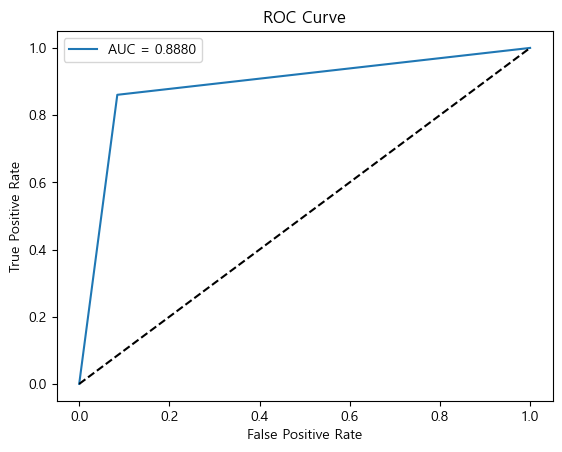 ROC Curve
AUC = 0.8880
True Positive Rate
1.0
0.8
0.6
0.4
0.2
0.0
0.0 0.2 0.4 0.6 0.8 1.0
False Positive Rate